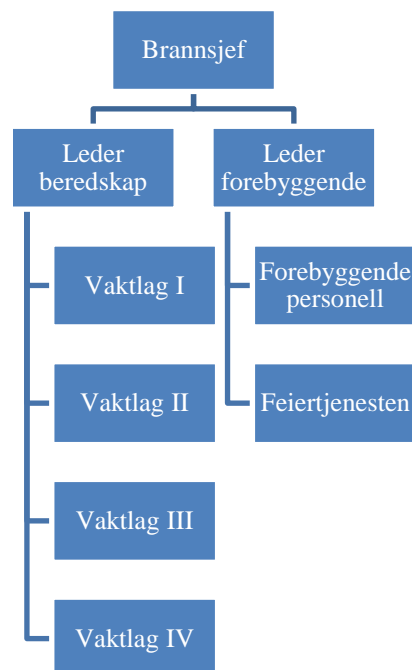 Brannsjef
Leder
beredskap
Leder
forebyggende
Vaktlag I
Vaktlag II
Vaktlag III
Vaktlag IV
Forebyggende
personell
Feiertjenesten